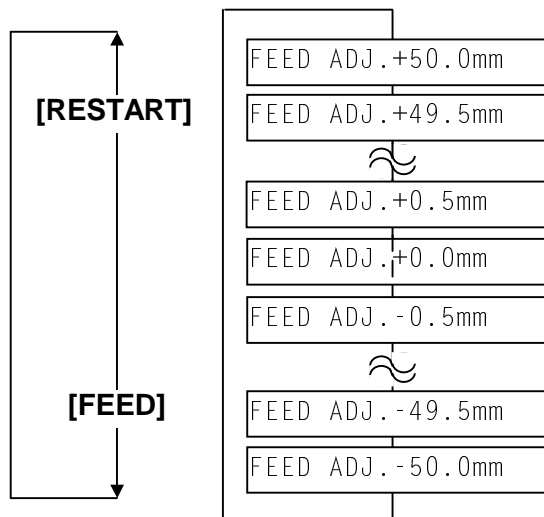 FEED ADJ.+50.0mm
[RESTART]
FEED ADJ.+49.5mm
FEED ADJ.+0.5mm
FEED ADJ.+0.0mm
FEED ADJ.-0.5mm
[FEED]
FEED ADJ.-49.5mm
FEED ADJ.-50.0mm